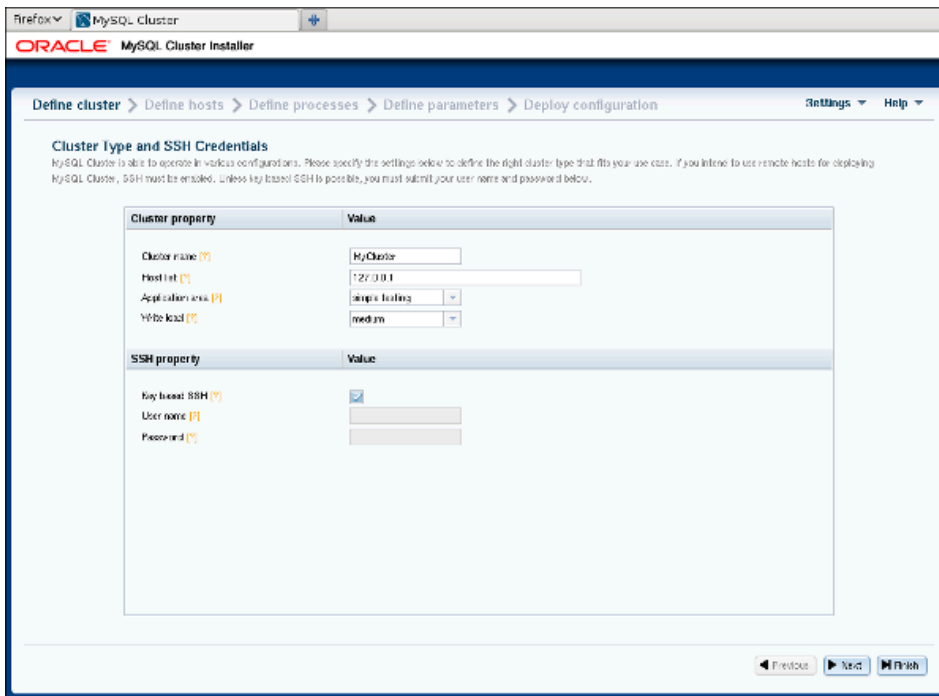 Firefox
MySQL Cluster
ORACLE MySQL Cluster Installer
Define cluster Define hosts Define processes Define parameters Deploy configuration Settings Help
Cluster Type and SSH Credentials
MySQL Cluster is able to operate in various configurations. Please specify the settings below to define the right cluster type that fits your use case. If you intend to use remote hosts for deploying
MySQL Cluster, SSH must be enabled. Unless key based SSH is possible, you must submit your user name and password below.
Cluster property Value
Cluster name [?] MyCluster
Host list [?] 127.0.0.1
Application area [?] simple testing
Write load [?] medium
SSH property Value
Key based SSH [?]
User name [?]
Password [?]
Previous Next Finish